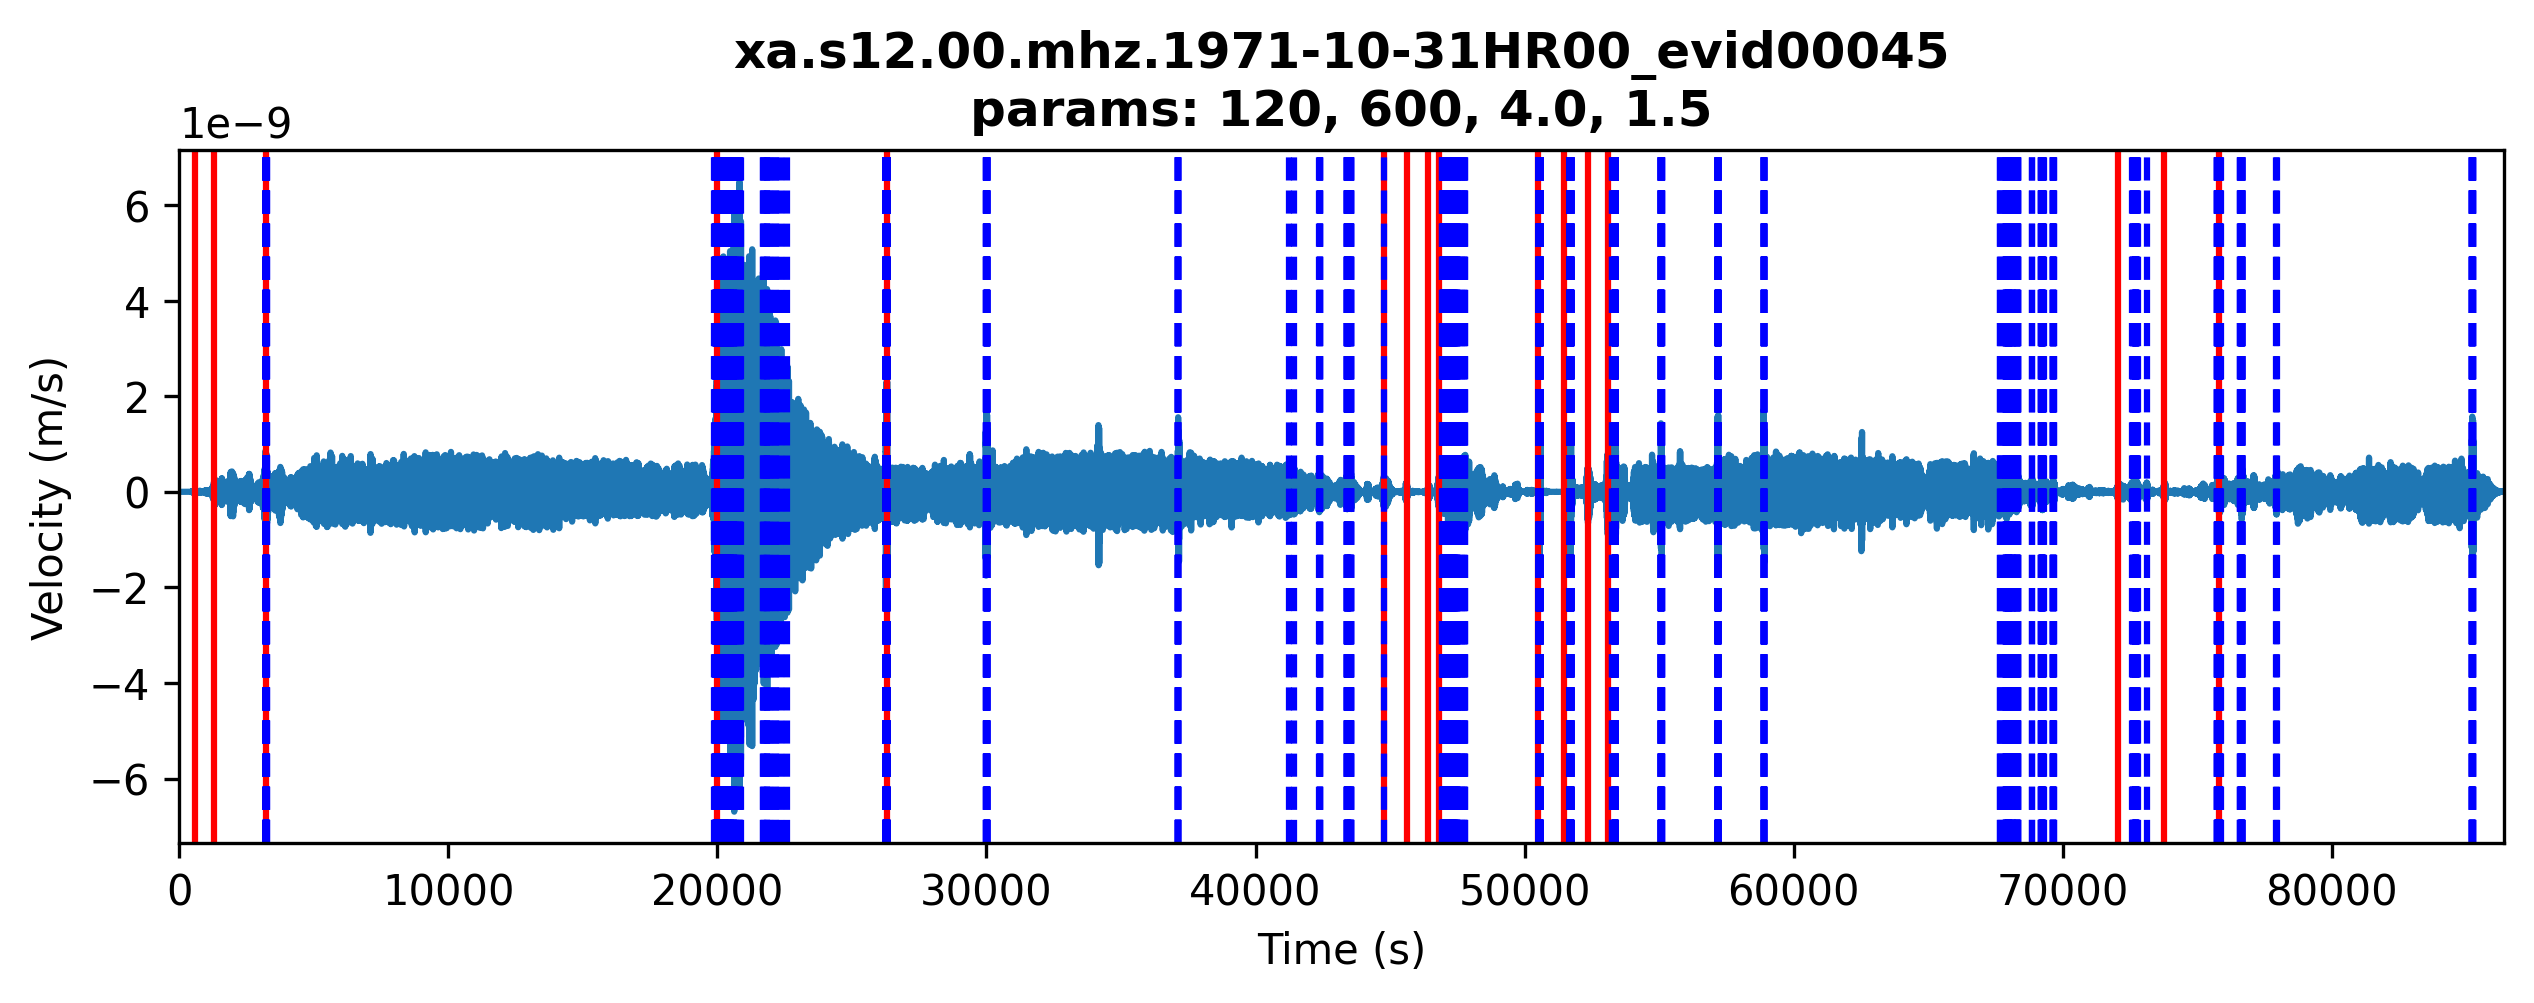 xa.s12.00.mhz.1971-10-31HR00_evid00045
params: 120, 600, 4.0, 1.5
1e−9
6
4
2
0
−2
−4
−6
Velocity (m/s)
0 10000 20000 30000 40000 50000 60000 70000 80000
Time (s)